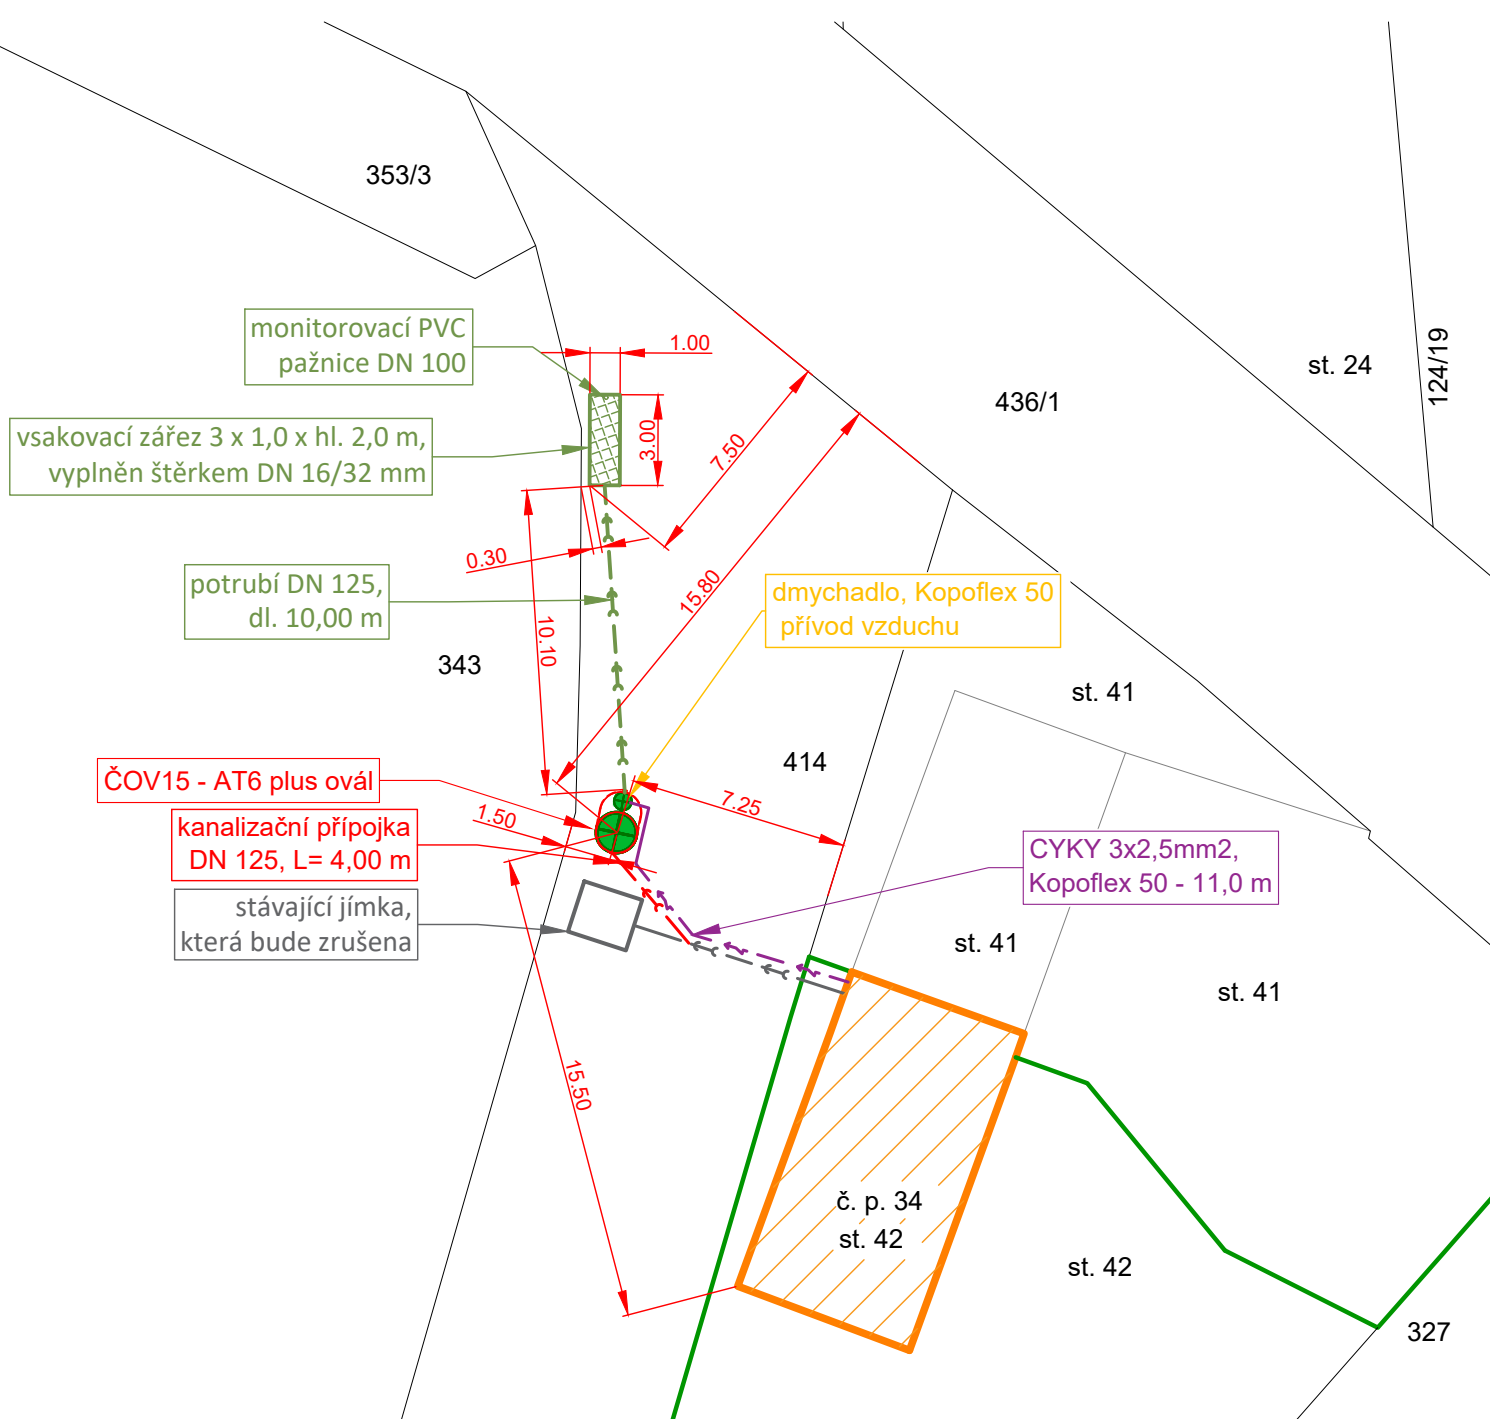 353/3
124/19
st. 24
436/1
monitorovací PVC
pažnice DN 100
1.00
3.00
7.50
vsakovací zářez 3 x 1,0 x hl. 2,0 m,
vyplněn štěrkem DN 16/32 mm
0.30
15.80
potrubí DN 125,
dl. 10,00 m
10.10
dmychadlo, Kopoflex 50
přívod vzduchu
343
st. 41
414
ČOV15 - AT6 plus ovál
7.25
1.50
kanalizační přípojka
DN 125, L= 4,00 m
CYKY 3x2,5mm2,
Kopoflex 50 - 11,0 m
stávající jímka,
která bude zrušena
st. 41
st. 41
15.50
č. p. 34
st. 42
st. 42
327